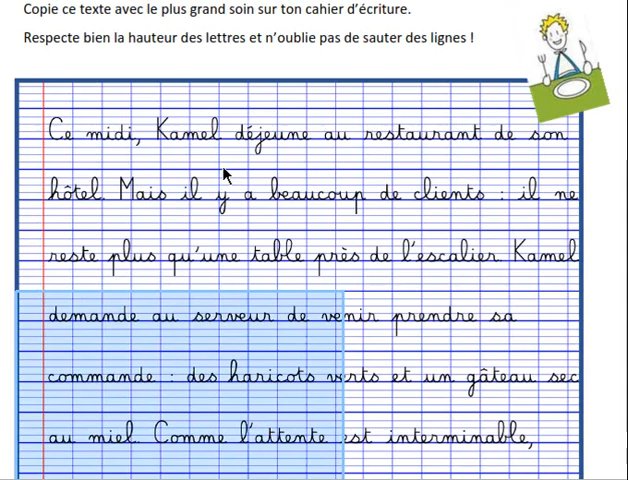 Copie ce texte avec le plus grand soin sur ton cahier d'écriture.
Respecte bien la hauteur des lettres et n'oublie pas de sauter des lignes !
Ce midi, Kamel déjeune au restaurant de son
hôtel. Mais il y a beaucoup de clients : il ne
reste plus qu'une table près de l'escalier. Kamel
demande au serveur de venir prendre sa
commande : des haricots verts et un gâteau sec
au miel. Comme l'attente est interminable,